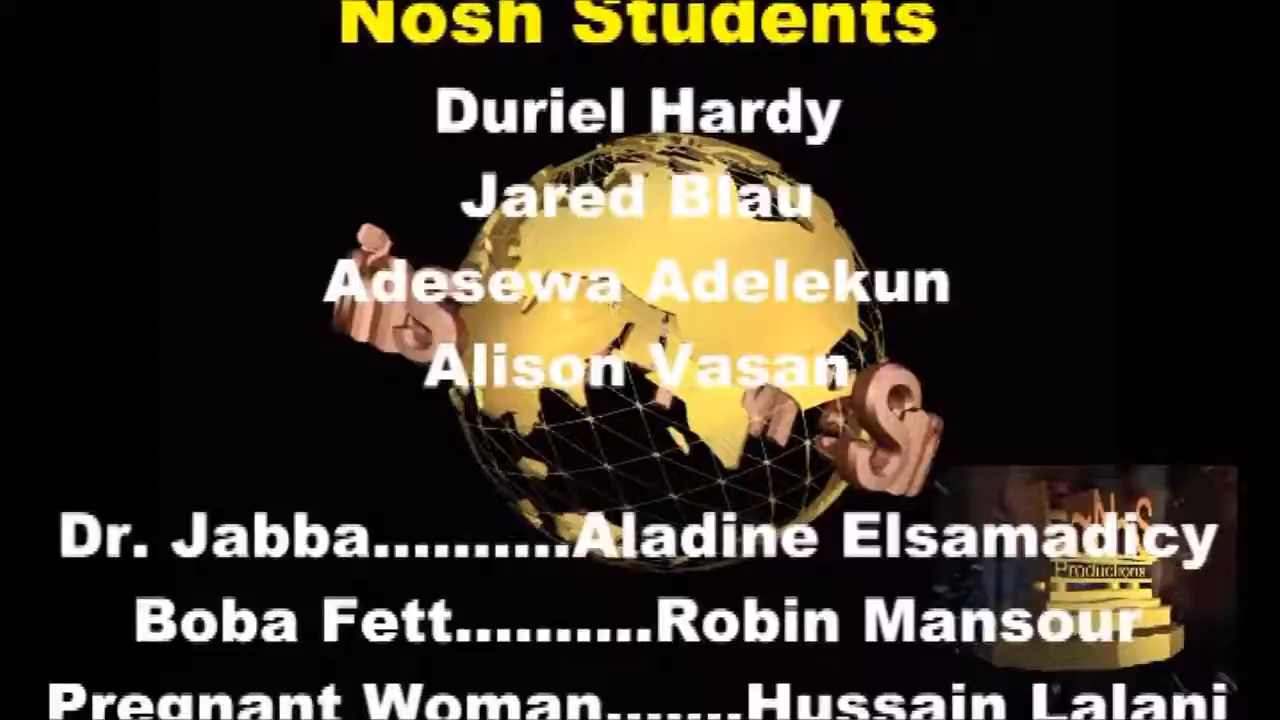 Nosh Students
Duriel Hardy
Jared Blau
Adesewa Adelekun
Alison Vasan
Dr. Jabba..........Aladine Elsamadicy
Boba Fett..........Robin Mansour
Pregnant Woman.......Hussain Lalani
Productions